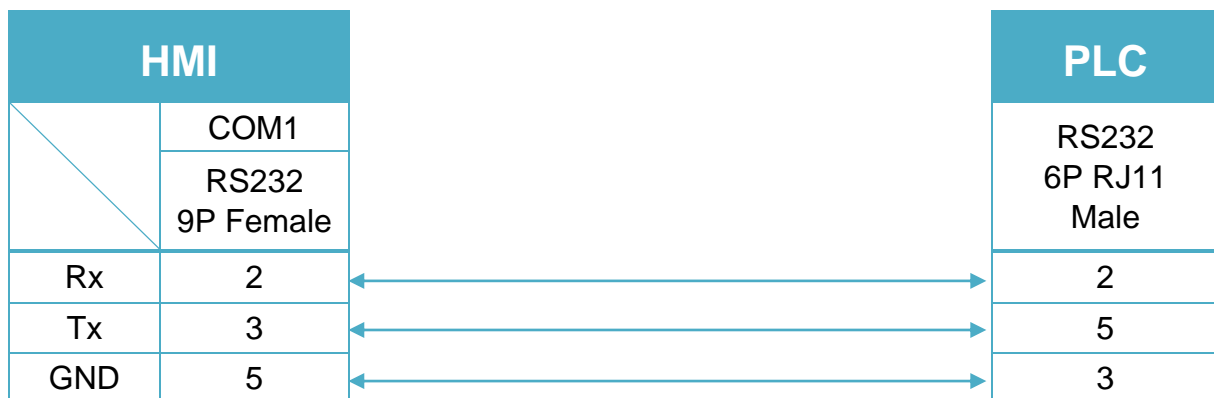 HMI PLC
COM1
RS232
9P Female
RS232
6P RJ11
Male
Rx 2 2
Tx 3 5
GND 5 3